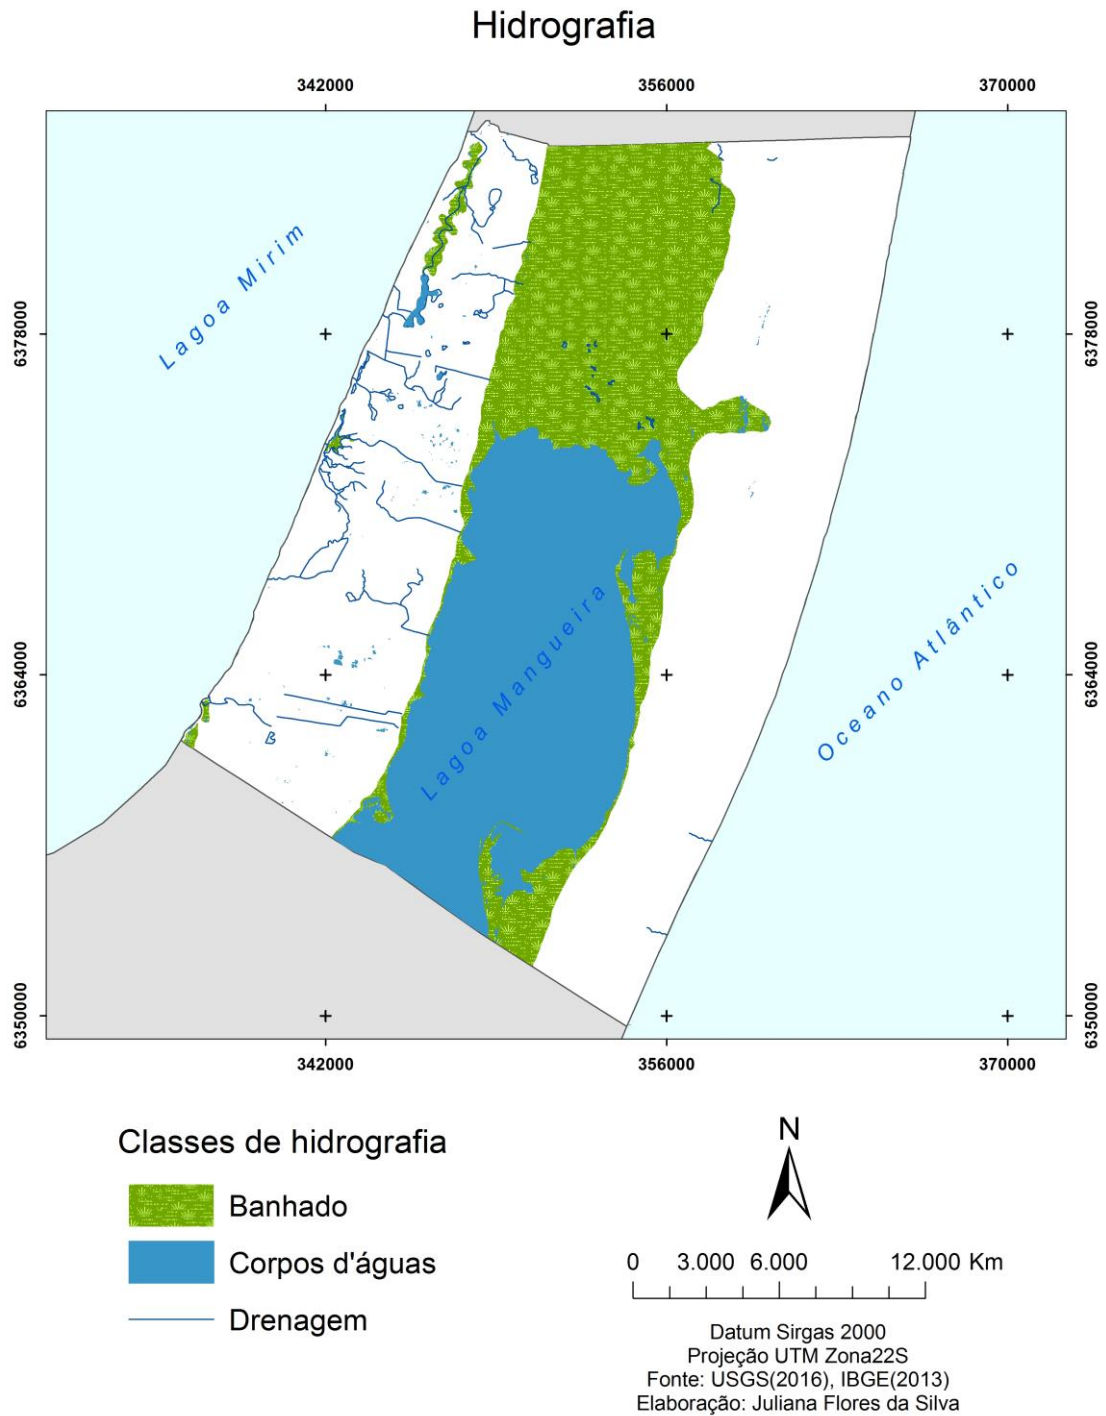 Hidrografia
342000 356000 370000
Lagoa Mirim
6378000 6378000
Oceano Atlântico
Lagoa Mangueira
6364000 6364000
6350000 6350000
342000 356000 370000
Classes de hidrografia
Banhado
Corpos d'águas
Drenagem
N
0 3.000 6.000 12.000 Km
Datum Sirgas 2000
Projeção UTM Zona22S
Fonte: USGS(2016), IBGE(2013)
Elaboração: Juliana Flores da Silva